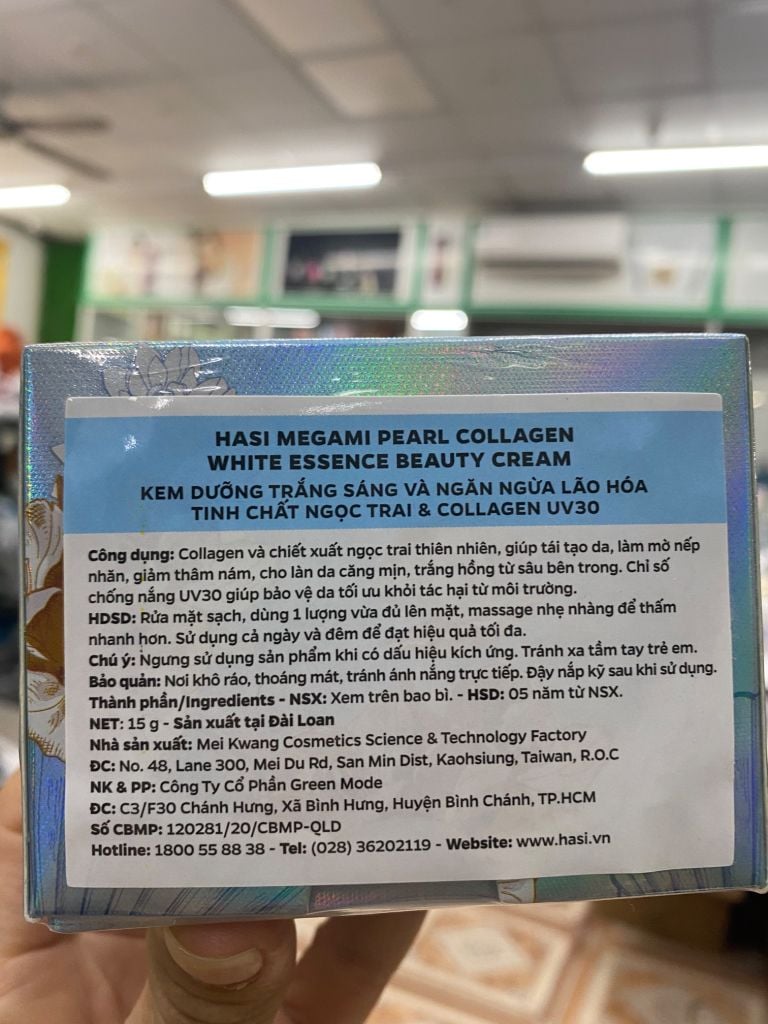 HASI MEGAMI PEARL COLLAGEN
WHITE ESSENCE BEAUTY CREAM
KEM DƯỠNG TRẮNG SÁNG VÀ NGĂN NGỪA LÃO HÓA
TINH CHẤT NGỌC TRAI & COLLAGEN UV30
Công dụng: Collagen và chiết xuất ngọc trai thiên nhiên, giúp tái tạo da, làm mờ nếp
nhăn, giảm thâm nám, cho làn da căng mịn, trắng hồng từ sâu bên trong. Chỉ số
chống nắng UV30 giúp bảo vệ da tối ưu khỏi tác hại từ môi trường.
HDSD: Rửa mặt sạch, dùng 1 lượng vừa đủ lên mặt, massage nhẹ nhàng để thấm
nhanh hơn. Sử dụng cả ngày và đêm để đạt hiệu quả tối đa.
Chú ý: Ngưng sử dụng sản phẩm khi có dấu hiệu kích ứng. Tránh xa tầm tay trẻ em.
Bảo quản: Nơi khô ráo, thoáng mát, tránh ánh nắng trực tiếp. Đậy nắp kỹ sau khi sử dụng.
Thành phần/Ingredients - NSX: Xem trên bao bì. - HSD: 05 năm từ NSX.
NET: 15 g - Sản xuất tại Đài Loan
Nhà sản xuất: Mei Kwang Cosmetics Science & Technology Factory
ĐC: No. 48, Lane 300, Mei Du Rd, San Min Dist, Kaohsiung, Taiwan, R.O.C
NK & PP: Công Ty Cổ Phần Green Mode
ĐC: C3/F30 Chánh Hưng, Xã Bình Hưng, Huyện Bình Chánh, TP.HCM
Số CBMP: 120281/20/CBMP-QLD
Hotline: 1800 55 88 38 - Tel: (028) 36202119 - Website: www.hasi.vn